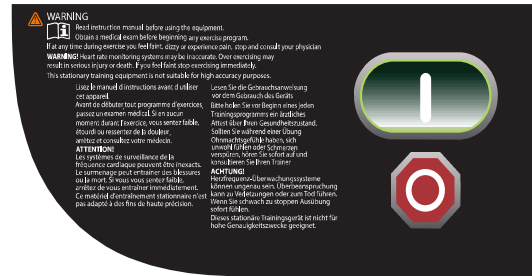 WARNING
Read instruction manual before using the equipment.
Obtain a medical exam before beginning any exercise program.
If at any time during exercise you feel faint, dizzy or experience pain, stop and consult your physician
WARNING! Heart rate monitoring systems may be inaccurate. Over exercising may
result in serious injury or death. If you feel faint stop exercising immediately.
This stationary training equipment is not suitable for high accuracy purposes.
Lisez le manuel d'instructions avant d utiliser
cet appareil.
Avant de débuter tout programme d'exercices,
passez un examen médical. Si en aucun
moment durant l'exercice, vous sentez faible,
étourdi ou ressentez de la douleur,
arrêtez et consultez votre médecin.
ATTENTION!
Les systèmes de surveillance de la
fréquence cardiaque peuvent être inexacts.
Le surmenage peut entraîner des blessures
ou la mort. Si vous vous sentez faible,
arrêtez de vous entraîner immédiatement.
Ce matériel d'entraînement stationnaire n'est
pas adapté à des fins de haute précision.
Lesen Sie die Gebrauchsanweisung
vor dem Gebrauch des Geräts
Bitte holen Sie vor Beginn eines jeden
Trainingsprogramm ein ärztliches
Attest über Ihren Gesundheitszustand.
Sollten Sie während einer Übung
Ohnmachtsgefühle haben, sich
unwohl fühlen oder Schmerzen
verspüren, hören Sie sofort auf und
konsultieren Sie Ihren Trainer
ACHTUNG!
Herzfrequenz-Überwachungssysteme
können ungenau sein. Überbeanspruchung
kann zu Verletzungen oder zum Tod führen.
Wenn Sie schwach zu stoppen Ausübung
sofort fühlen.
Dieses stationäre Trainingsgerät ist nicht für
hohe Genauigkeitszwecke geeignet.